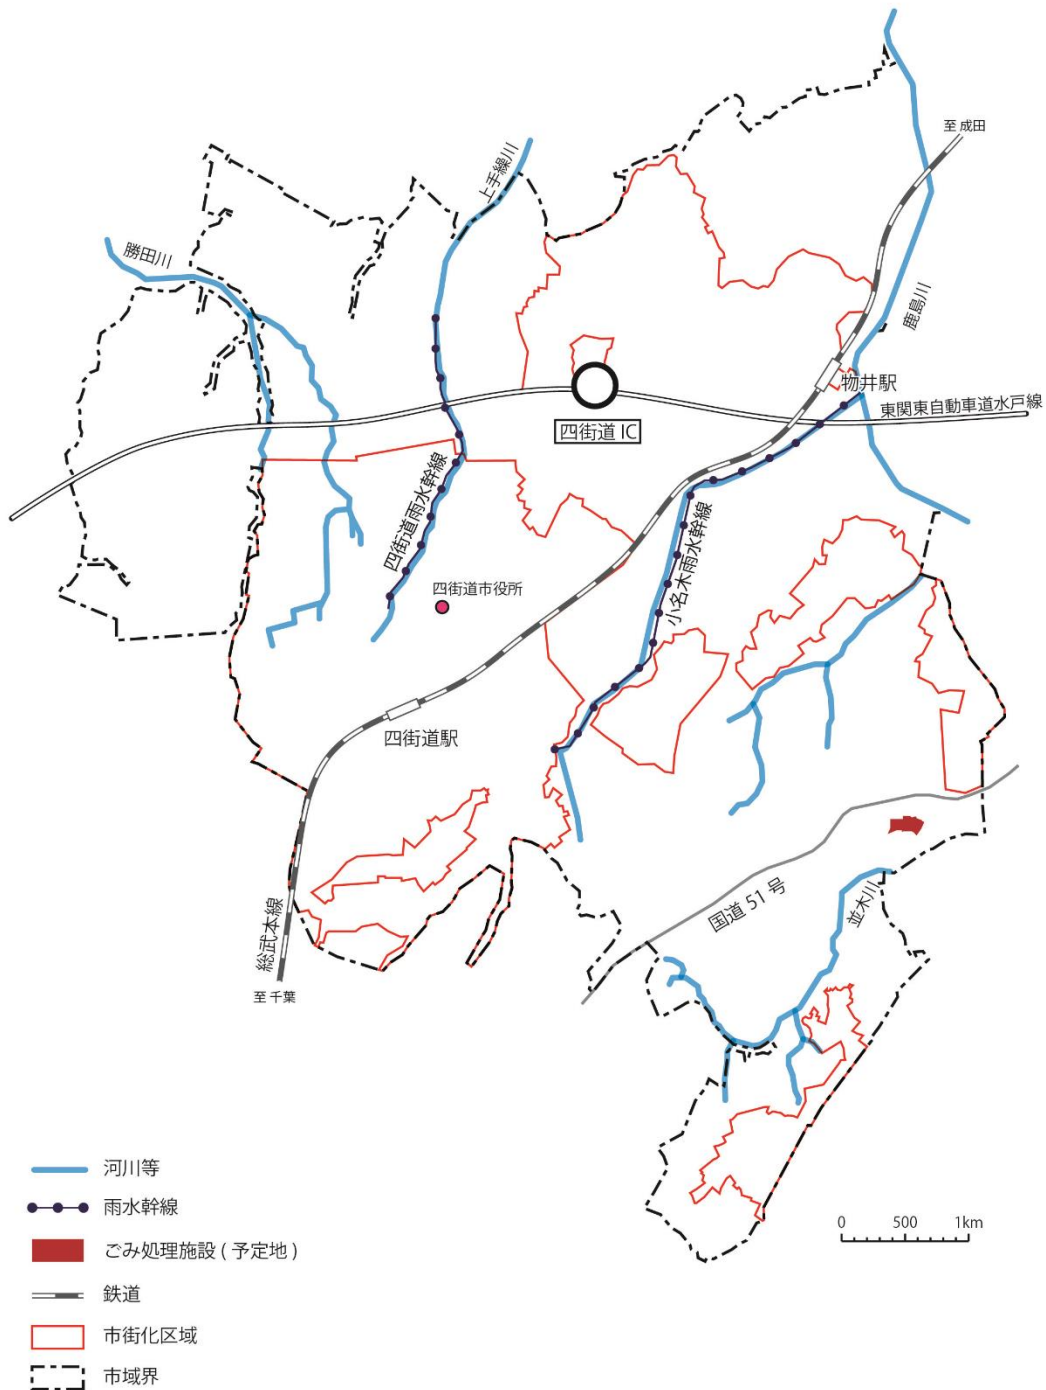 至 成田
上手繰川
勝田川
鹿島川
物井駅
東関東自動車道水戸線
四街道 IC
四街道雨水幹線
四街道市役所
小名木雨水幹線
四街道駅
国道 51 号
並木川
総武本線
至 千葉
河川等
雨水幹線
ごみ処理施設 ( 予定地 )
鉄道
市街化区域
市域界
0 500 1km